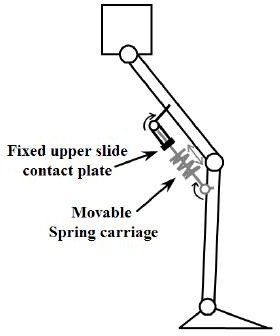 Fixed upper slide
contact plate
Movable
Spring carriage